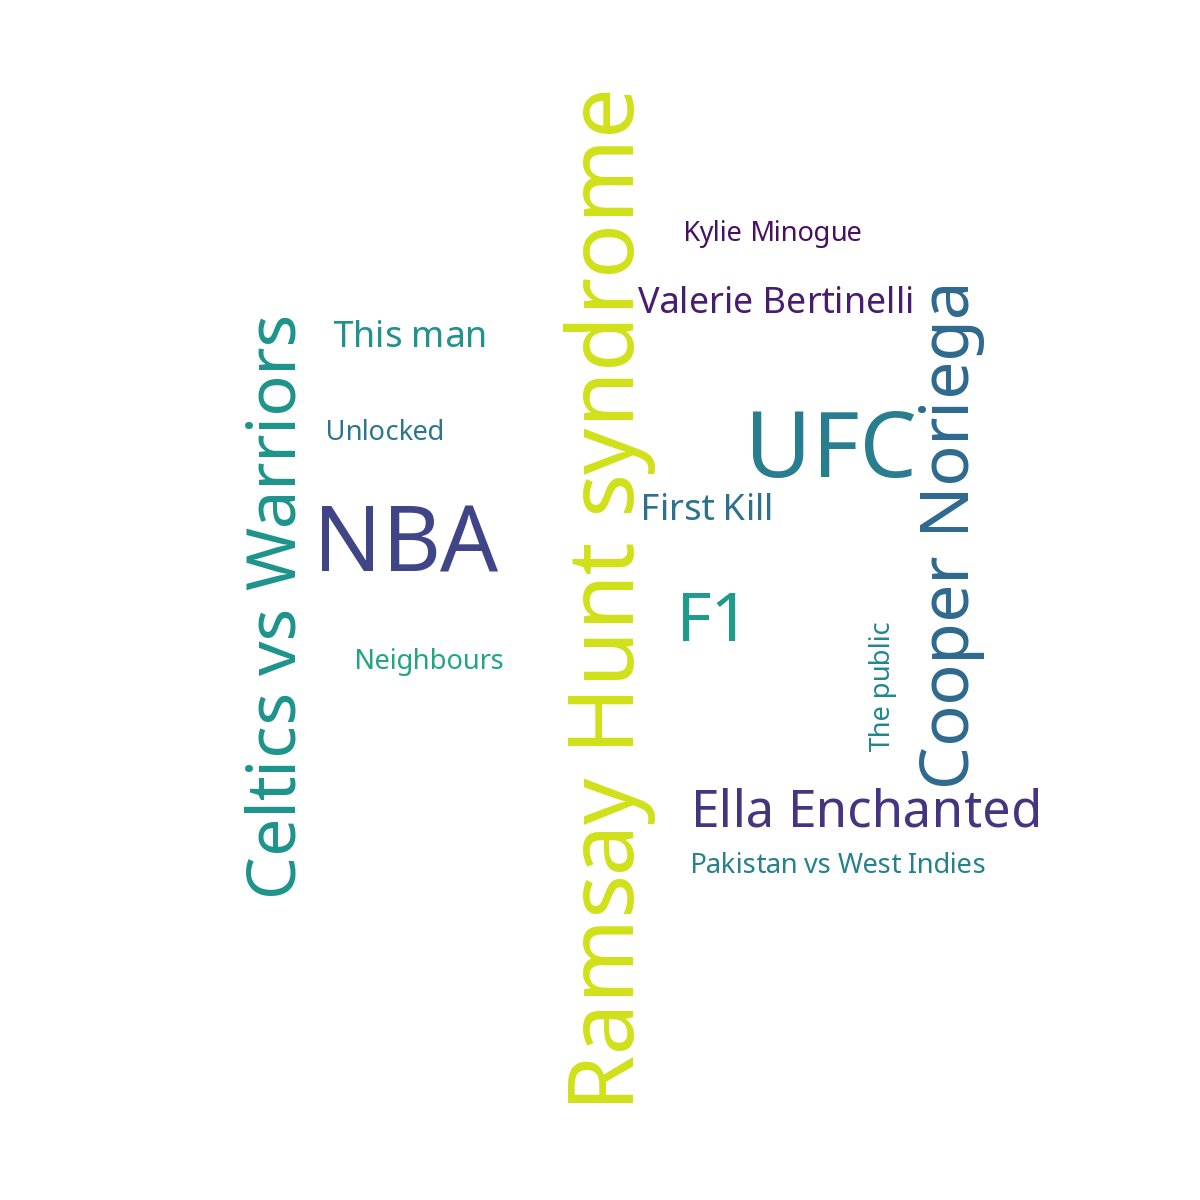 Ramsay Hunt syndrome
Kylie Minogue
Valerie Bertinelli
Cooper Noriega
Celtics vs Warriors
This man
UFC
Unlocked
First Kill
NBA
F1
The public
Neighbours
Ella Enchanted
Pakistan vs West Indies